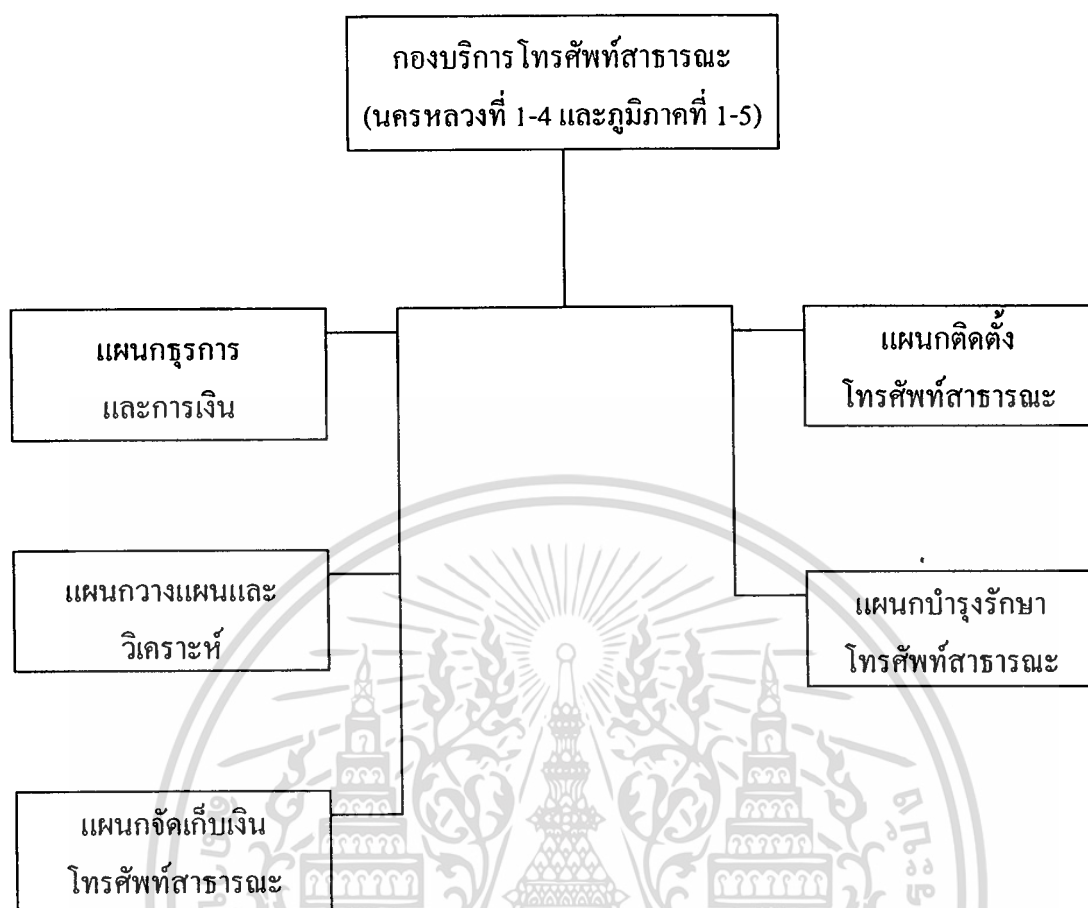 กองบริการโทรศัพท์สาธารณะ
(นครหลวงที่ 1-4 และภูมิภาคที่ 1-5)
แผนกธุรการ
และการเงิน
แผนกติดตั้ง
โทรศัพท์สาธารณะ
แผนกวางแผนและ
วิเคราะห์
แผนกบำรุงรักษา
โทรศัพท์สาธารณะ
แผนกจัดเก็บเงิน
โทรศัพท์สาธารณะ